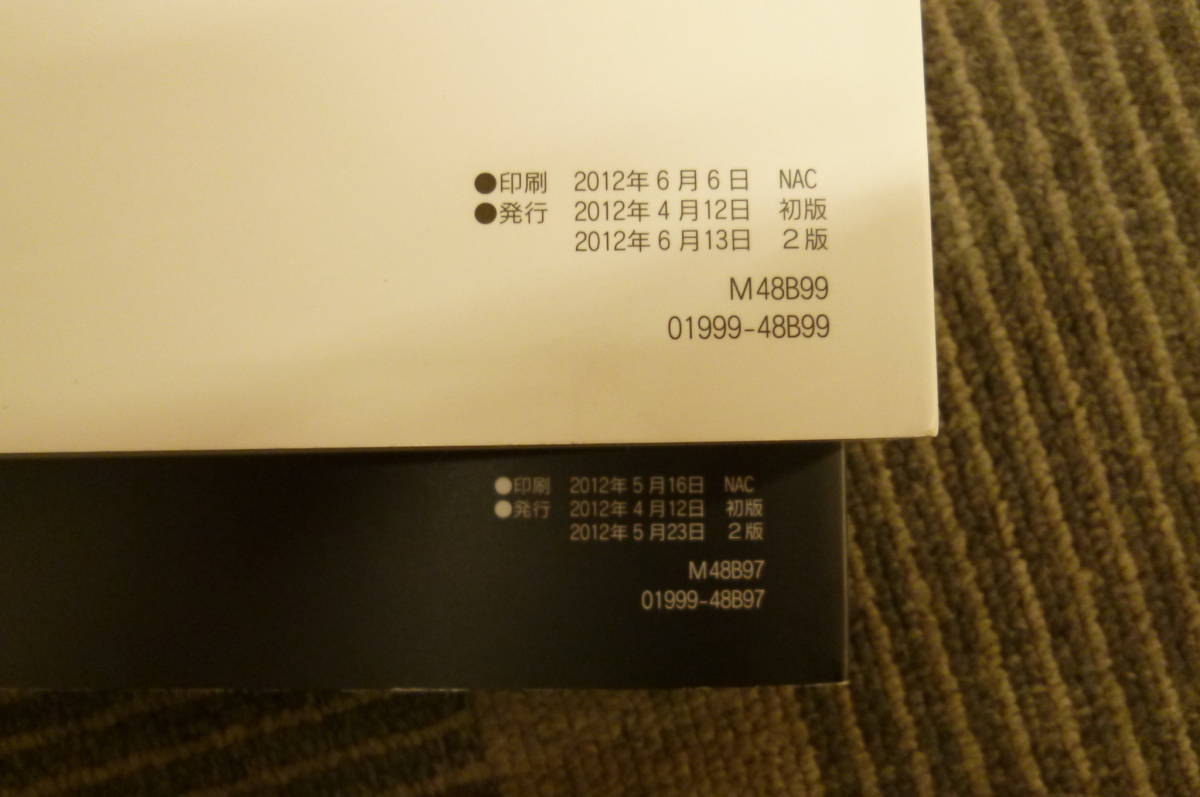 ●印刷 2012年6月6日 NAC
●発行 2012年4月12日 初版
2012年6月13日 2版
M48B99
01999-48B99
●印刷 2012年5月16日 NAC
●発行 2012年4月12日 初版
2012年5月23日 2版
M48B97
01999-48B97